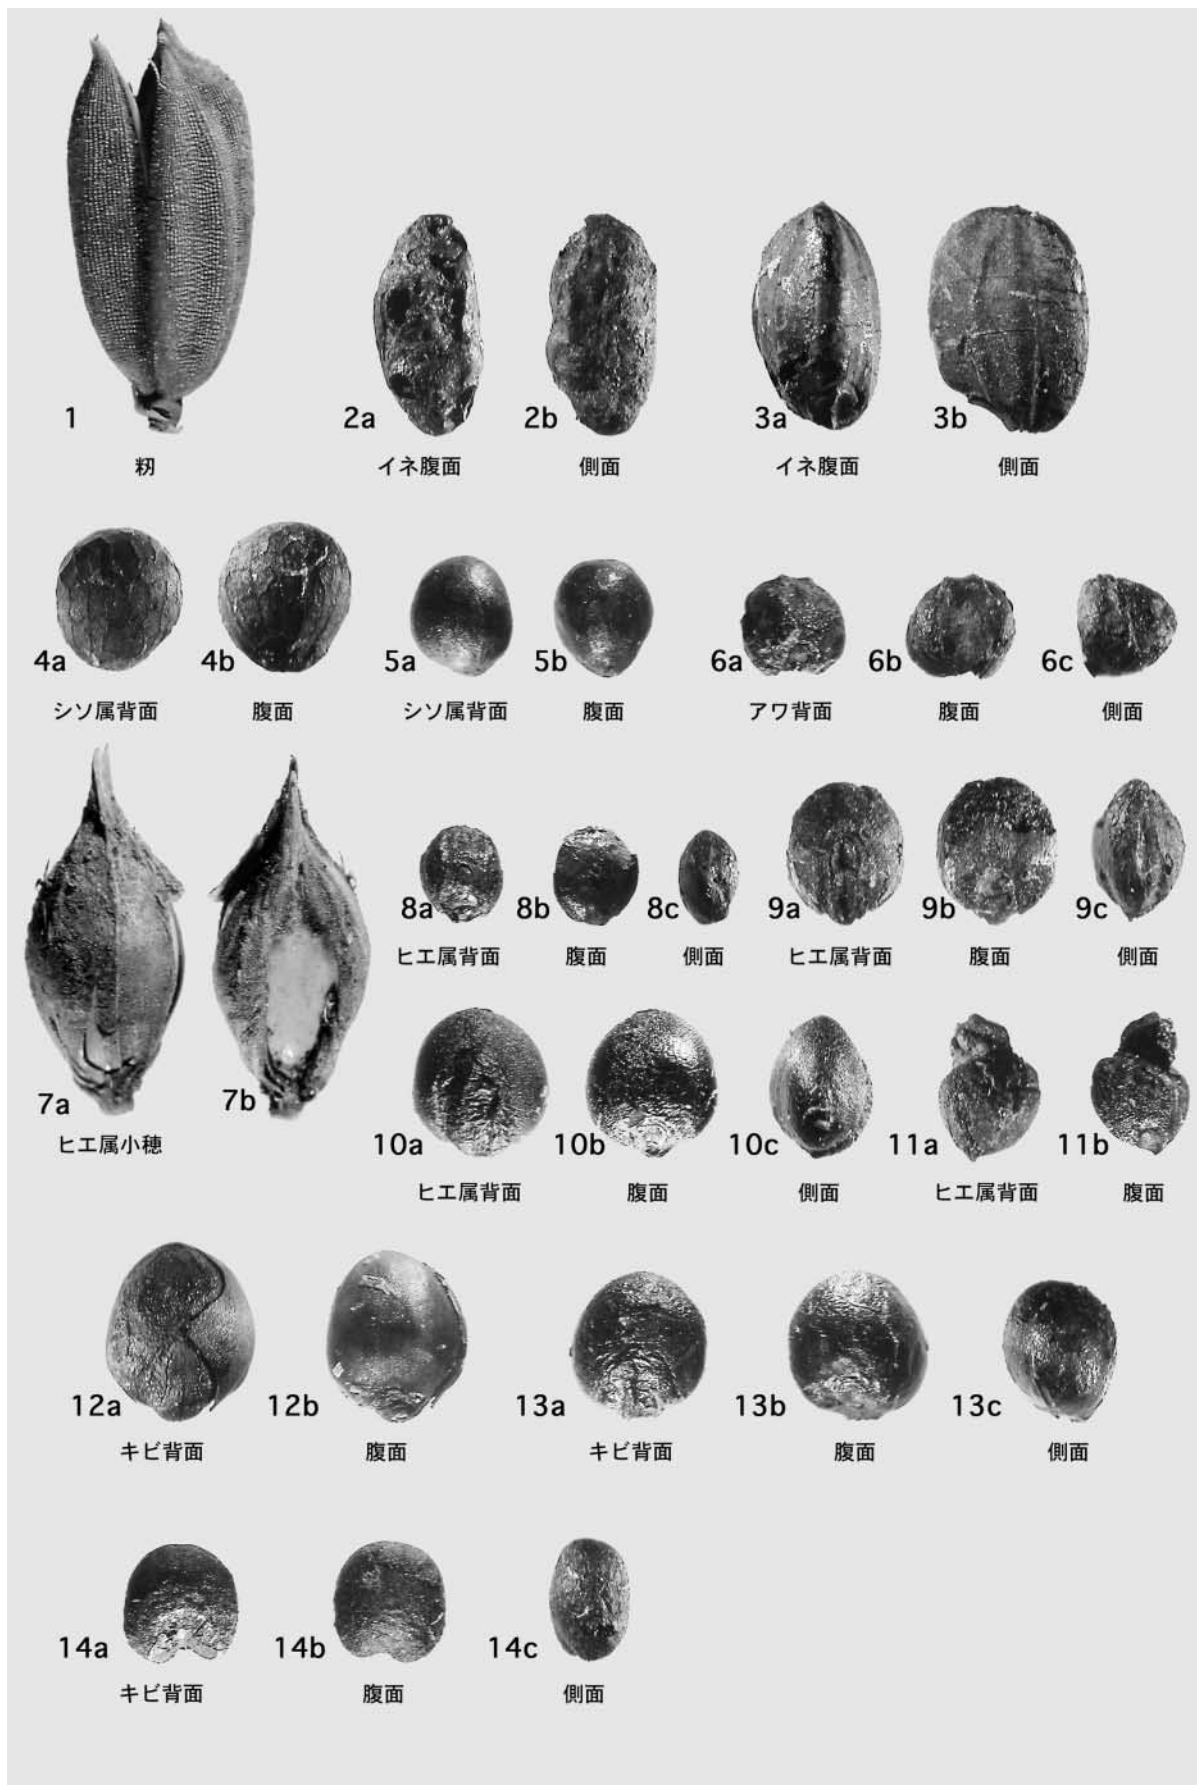 1 2a 2b 3a 3b
籾 イネ腹面 側面 イネ腹面 側面
4a 4b 5a 5b 6a 6b 6c
シソ属背面 腹面 シソ属背面 腹面 アワ背面 腹面 側面
8a 8b 8c 9a 9b 9c
ヒエ属背面 腹面 側面 ヒエ属背面 腹面 側面
7a 7b
ヒエ属小穂
10a 10b 10c 11a 11b
ヒエ属背面 腹面 側面 ヒエ属背面 腹面
12a 12b 13a 13b 13c
キビ背面 腹面 キビ背面 腹面 側面
14a 14b 14c
キビ背面 腹面 側面